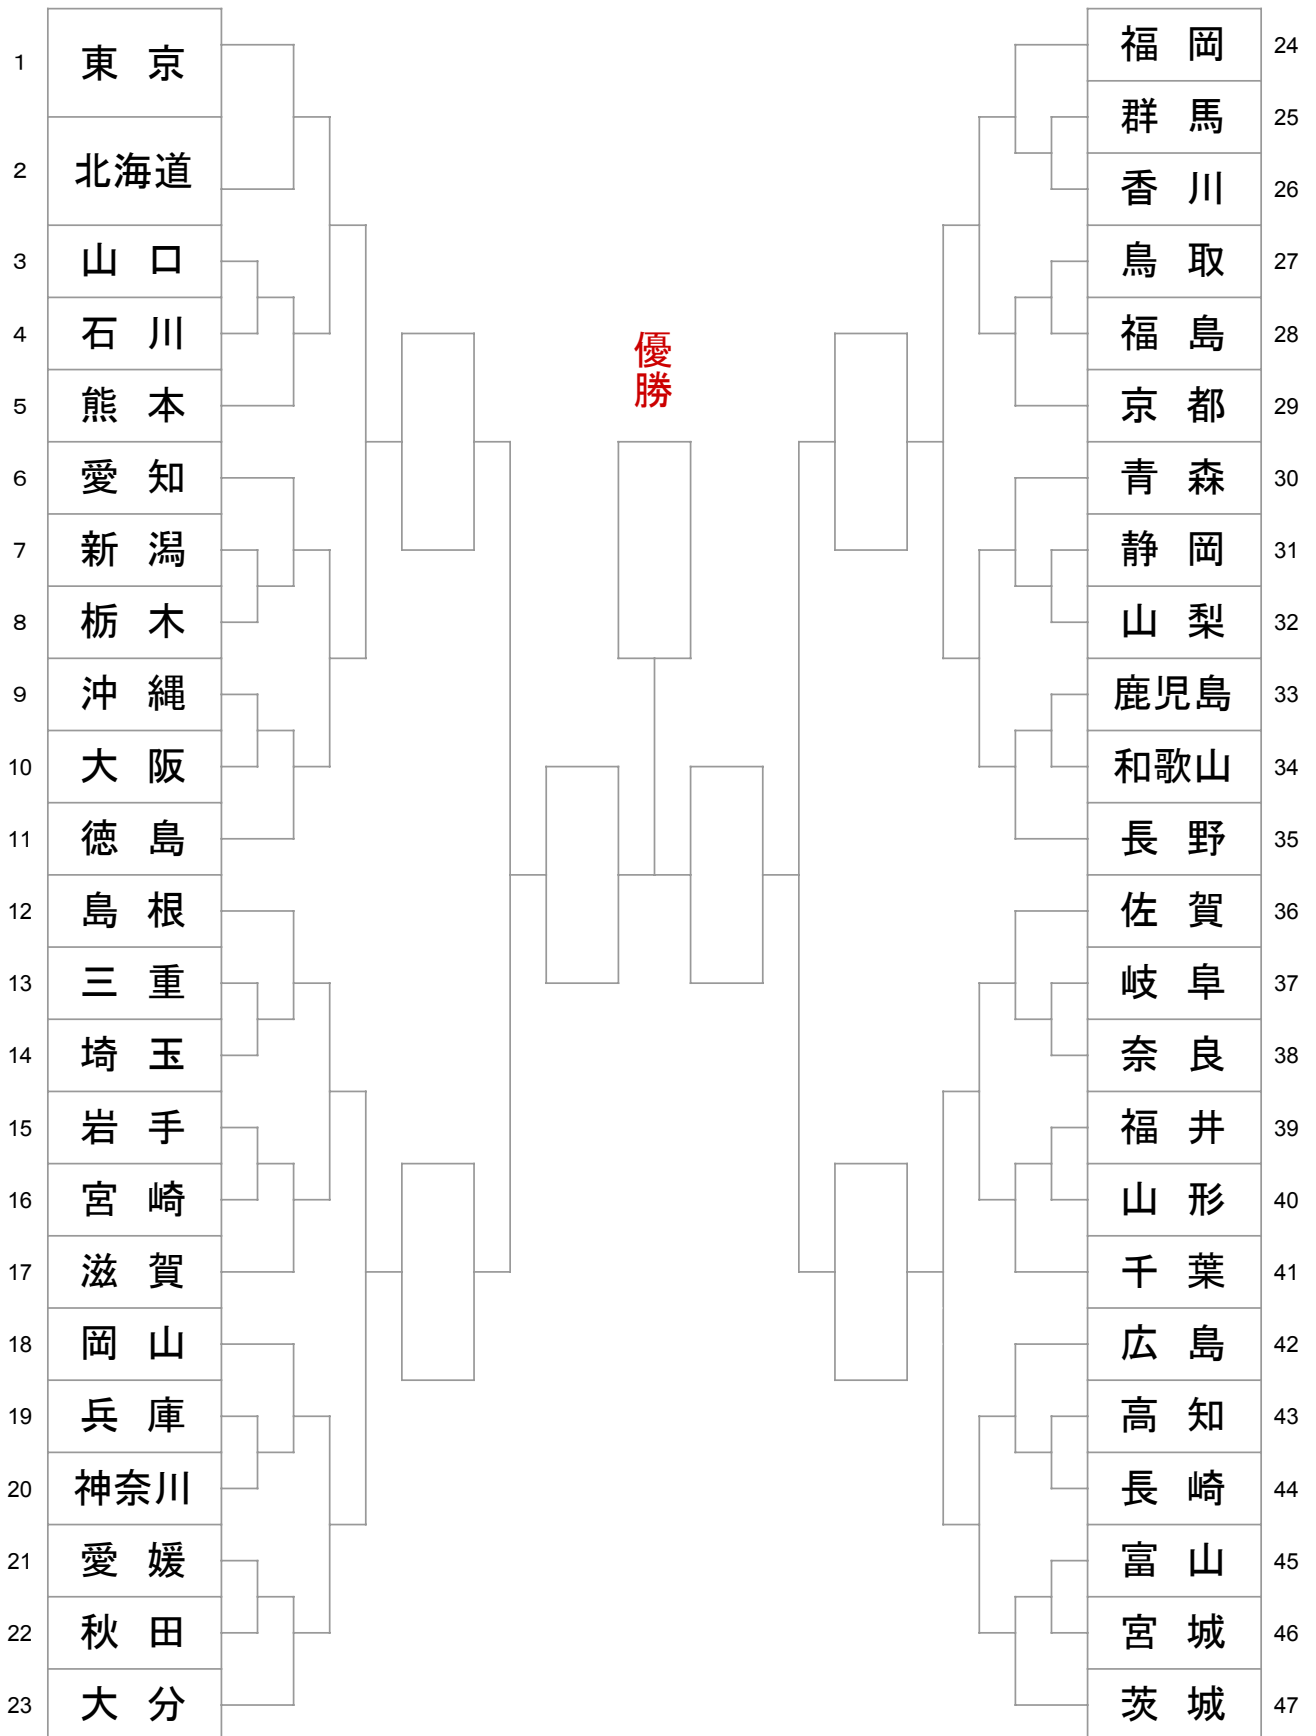 1 東京
2 北海道
3 山口
4 石川
5 熊本
6 愛知
7 新潟
8 栃木
9 沖縄
10 大阪
11 徳島
12 島根
13 三重
14 埼玉
15 岩手
16 宮崎
17 滋賀
18 岡山
19 兵庫
20 神奈川
21 愛媛
22 秋田
23 大分
優勝
福岡 24
群馬 25
香川 26
鳥取 27
福島 28
京都 29
青森 30
静岡 31
山梨 32
鹿児島 33
和歌山 34
長野 35
佐賀 36
岐阜 37
奈良 38
福井 39
山形 40
千葉 41
広島 42
高知 43
長崎 44
富山 45
宮城 46
茨城 47